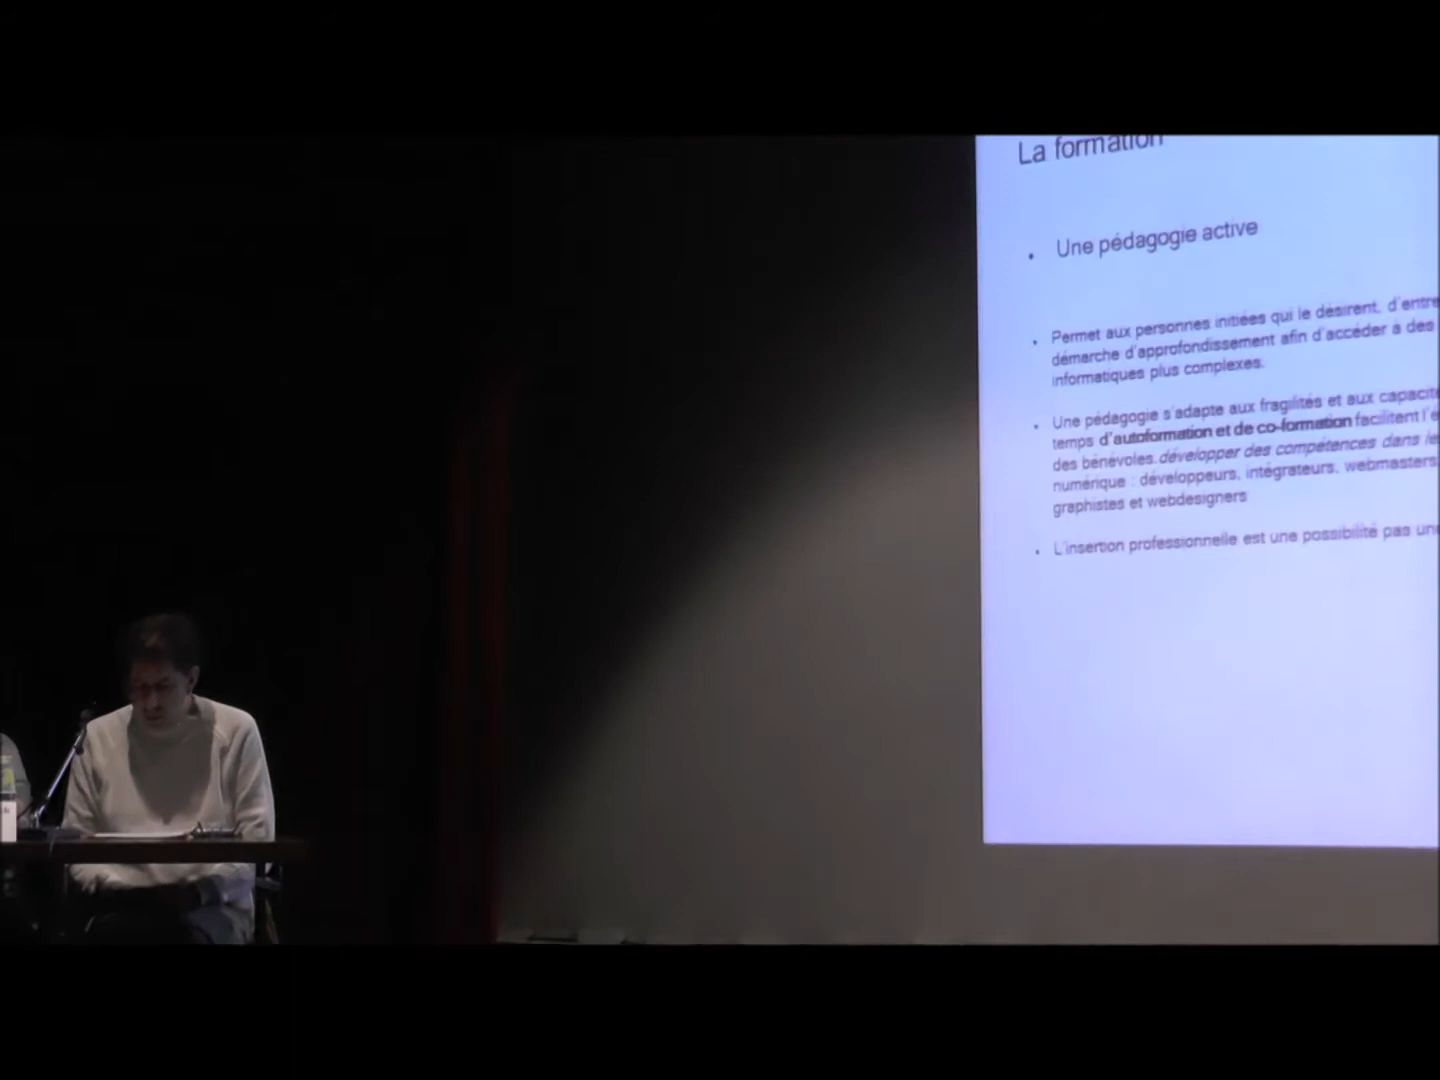 La formation
• Une pédagogie active
• Permet aux personnes initiées qui le désirent, d'entre
démarche d'approfondissement afin d'accéder à des
informatiques plus complexes.
• Une pédagogie s'adapte aux fragilités et aux capacité
temps d'autoformation et de co-formation facilitent l'e
des bénévoles.développer des compétences dans le
numérique : développeurs, intégrateurs, webmasters,
graphistes et webdesigners
• L'insertion professionnelle est une possibilité pas une